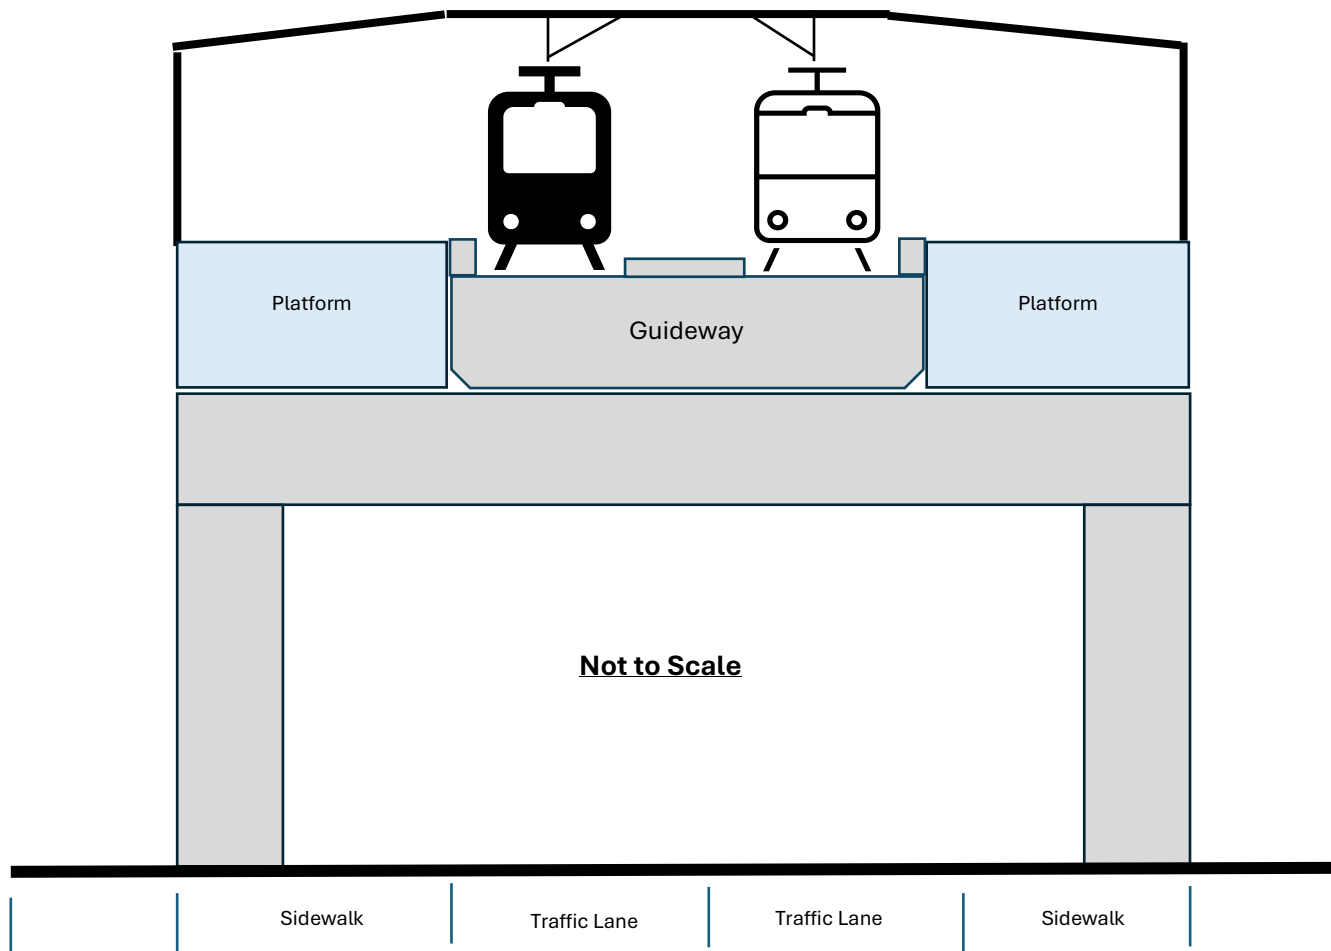 Platform
Platform
Guideway
Not to Scale
Sidewalk
Traffic Lane
Traffic Lane
Sidewalk